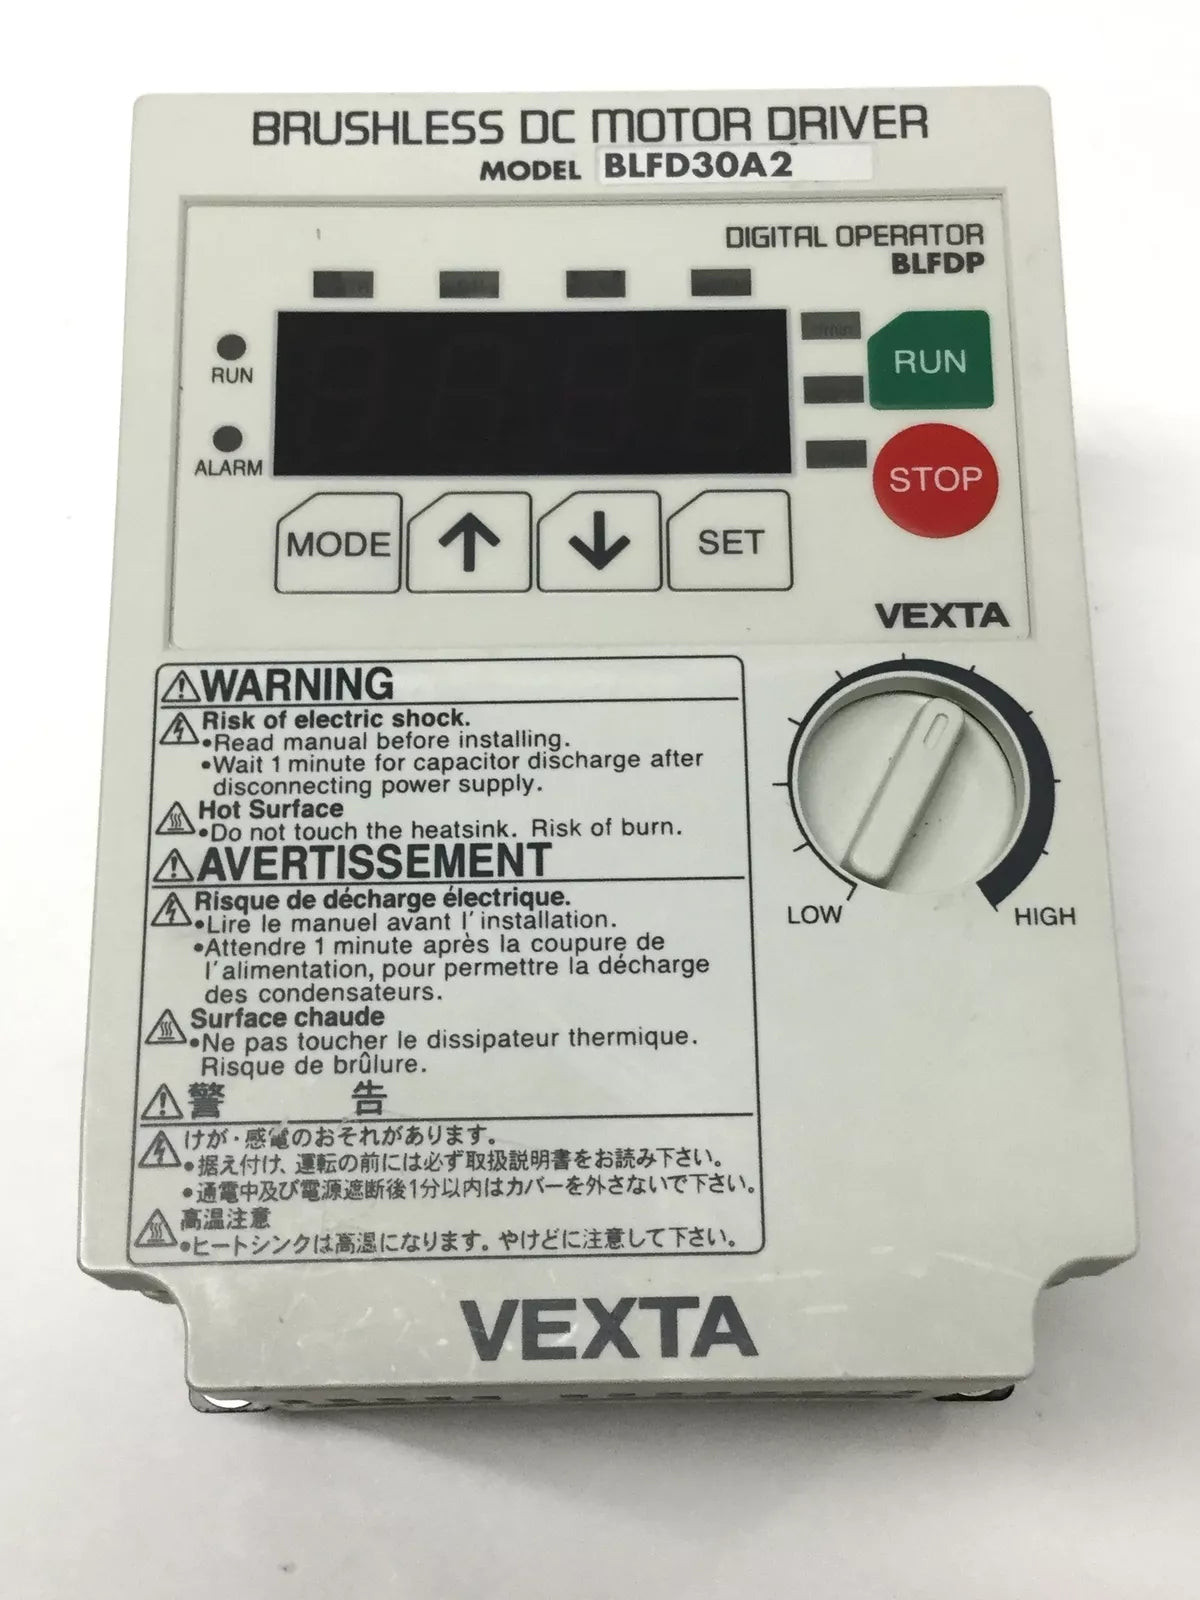 BRUSHLESS DC MOTOR DRIVER
MODEL BLFD30A2
DIGITAL OPERATOR
BLFDP
RUN
ALARM
RUN
STOP
MODE
SET
VEXTA
LOW
HIGH
WARNING
Risk of electric shock.
•Read manual before installing.
•Wait 1 minute for capacitor discharge after
disconnecting power supply.
Hot Surface
•Do not touch the heatsink. Risk of burn.
AVERTISSEMENT
Risque de décharge électrique.
•Lire le manuel avant l'installation.
•Attendre 1 minute après la coupure de
l'alimentation, pour permettre la décharge
des condensateurs.
Surface chaude
•Ne pas toucher le dissipateur thermique.
Risque de brûlure.
警 告
けが・感電のおそれがあります。
•据え付け、運転の前には必ず取扱説明書をお読み下さい。
•通電中及び電源遮断後1分以内はカバーを外さないで下さい。
高温注意
•ヒートシンクは高温になります。やけどに注意して下さい。
VEXTA